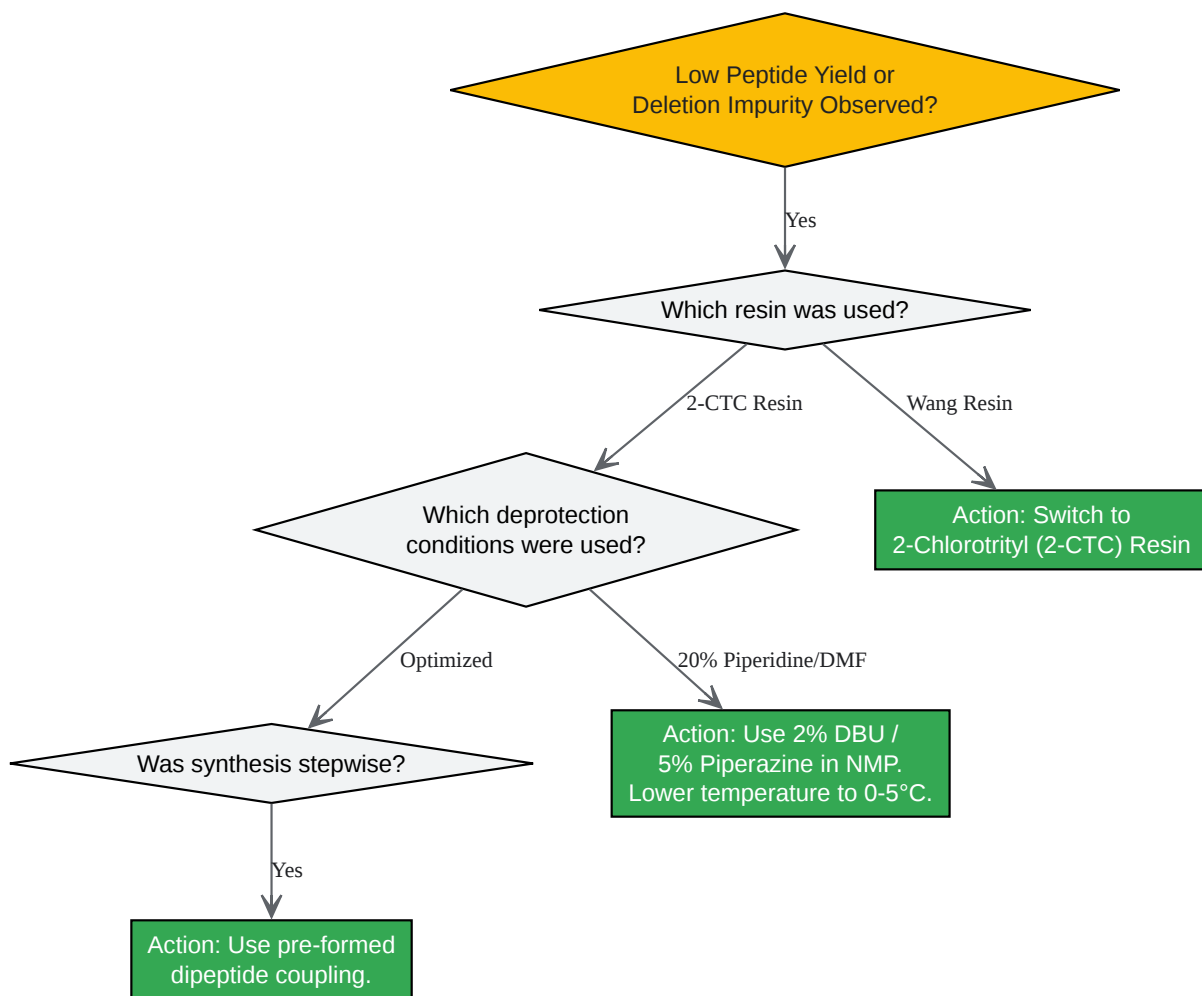 Low Peptide Yield or
Deletion Impurity Observed?
Yes
Which resin was used?
2-CTC Resin
Wang Resin
Which deprotection
conditions were used?
Action: Switch to
2-Chlorotrityl (2-CTC) Resin
Optimized
20% Piperidine/DMF
Was synthesis stepwise?
Action: Use 2% DBU /
5% Piperazine in NMP.
Lower temperature to 0-5°C.
Yes
Action: Use pre-formed
dipeptide coupling.